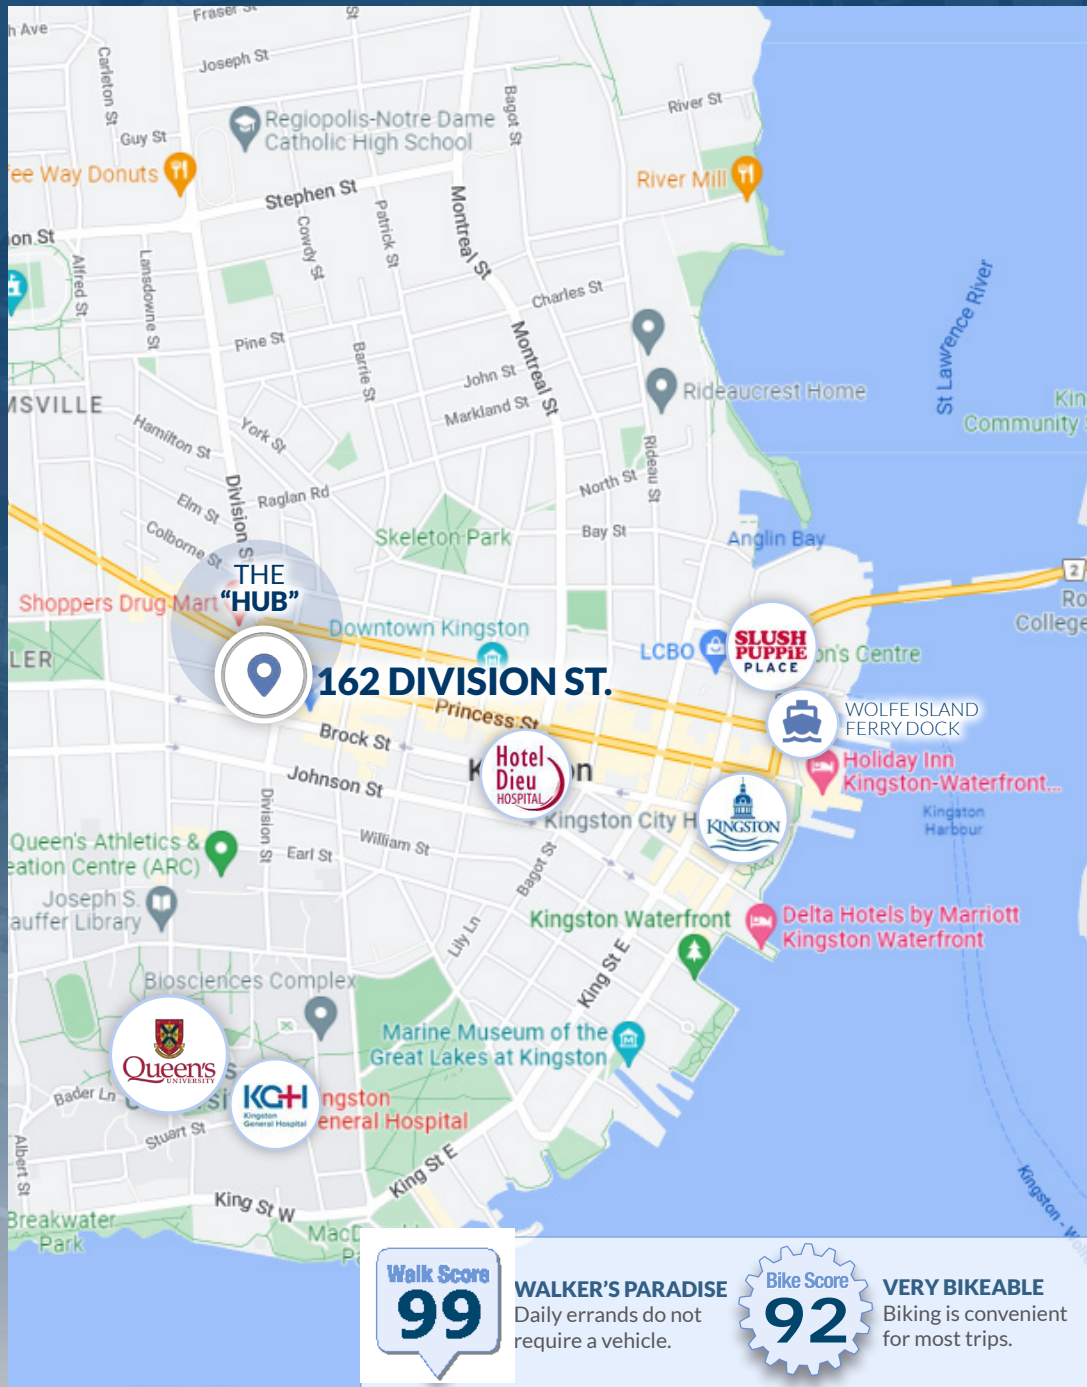 Fraser St
h Ave
Joseph St
St
Carleton St
Bagot St
River St
Regiopolis-Notre Dame
Catholic High School
Guy St
fee Way Donuts
River Mill
Stephen St
Montreal St
on St
Alfred St
Lansdowne St
Cowdy St
Patrick St
Charles St
St Lawrence River
Pine St
Barrie St
Montreal St
John St
Markland St
Rideaucrest Home
Kin
Community
MSVILLE
Hamilton St
York St
Rideau St
North St
Division S
Raglan Rd
Elm St
Colborne St
Skeleton Park
Bay St
Anglin Bay
2
Ro
College
THE
“HUB”
Shoppers Drug Mart
Downtown Kingston
LCBO
SLUSH
PUPPIE
PLACE
on's Centre
LER
162 DIVISION ST.
Princess St
WOLFE ISLAND
FERRY DOCK
Brock St
Hotel
Dieu
HOSPITAL
K
n
Holiday Inn
Kingston-Waterfront...
Johnson St
Kingston City H
KINGSTON
Kingston
Harbour
Division St
Queen's Athletics &
eation Centre (ARC)
Earl St
William St
Bagot St
Joseph S.
auffer Library
Lily Ln
Kingston Waterfront
Delta Hotels by Marriott
Kingston Waterfront
King St E
Biosciences Complex
Marine Museum of the
Great Lakes at Kingston
Queen's
UNIVERSITY
s
si
Bader Ln
KGH
Kingston
General Hospital
ngston
eneral Hospital
Stuart St
Albert St
King St E
King St W
Breakwater
Park
MacD
Pa
Kingston - W
Walk Score
99
WALKER'S PARADISE
Daily errands do not
require a vehicle.
Bike Score
92
VERY BIKEABLE
Biking is convenient
for most trips.